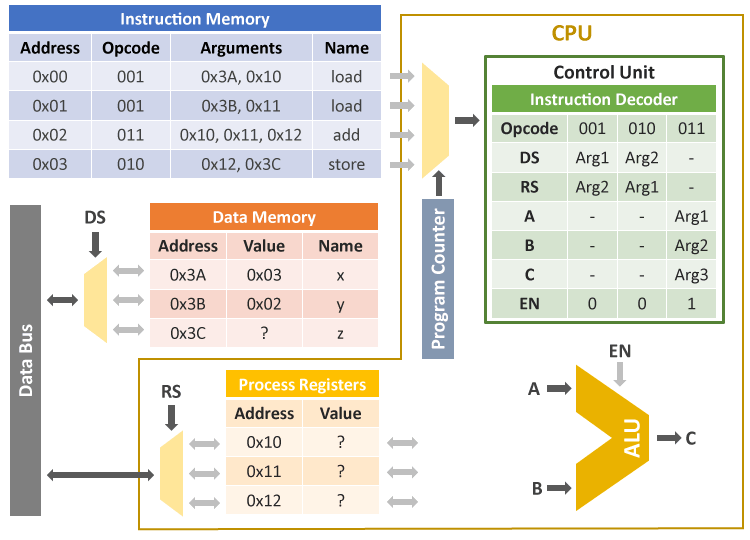 Instruction Memory
Address Opcode Arguments Name
0x00 001 0x3A, 0x10 load
0x01 001 0x3B, 0x11 load
0x02 011 0x10, 0x11, 0x12 add
0x03 010 0x12, 0x3C store
CPU
Control Unit
Instruction Decoder
Opcode 001 010 011
DS Arg1 Arg2 -
RS Arg2 Arg1 -
A - - Arg1
B - - Arg2
C - - Arg3
EN 0 0 1
Program Counter
Data Bus
DS
Data Memory
Address Value Name
0x3A 0x03 x
0x3B 0x02 y
0x3C ? z
RS
Process Registers
Address Value
0x10 ?
0x11 ?
0x12 ?
EN
A
ALU
C
B